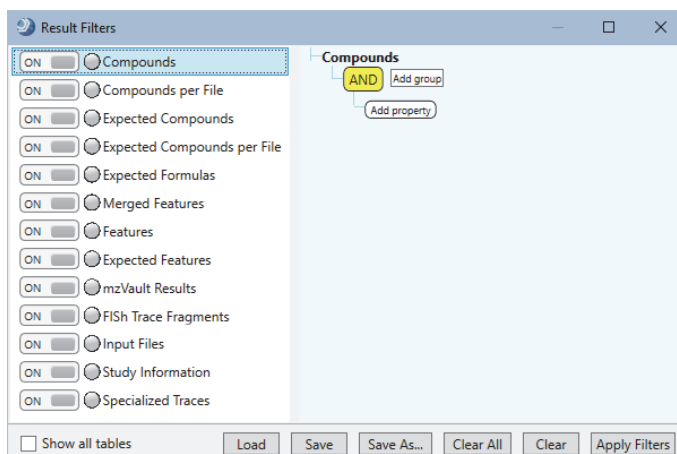 Result Filters
ON Compounds
ON Compounds per File
ON Expected Compounds
ON Expected Compounds per File
ON Expected Formulas
ON Merged Features
ON Features
ON Expected Features
ON mzVault Results
ON FISh Trace Fragments
ON Input Files
ON Study Information
ON Specialized Traces
Compounds
AND Add group
Add property
Show all tables Load Save Save As... Clear All Clear Apply Filters